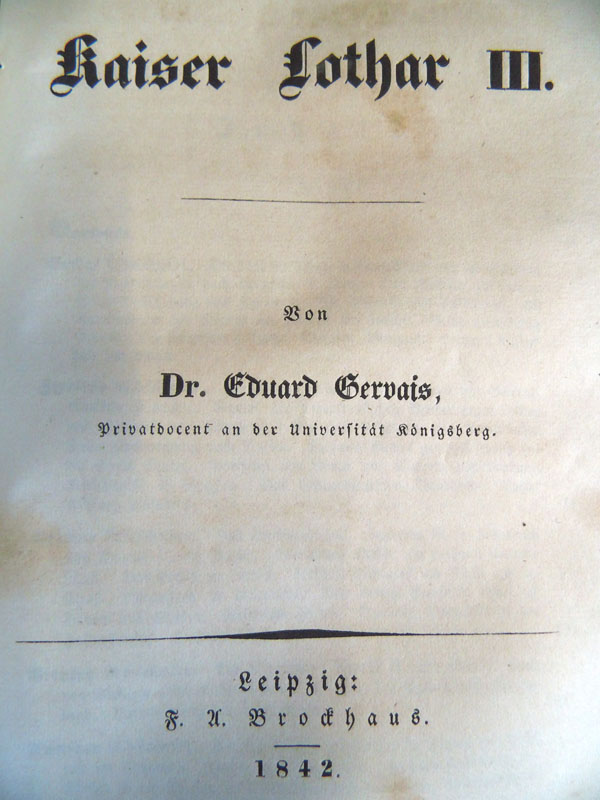 Kaiser Lothar III.
Von
Dr. Eduard Gervais,
Privatdocent an der Universität Königsberg.
Leipzig:
F. A. Brockhaus.
1842.